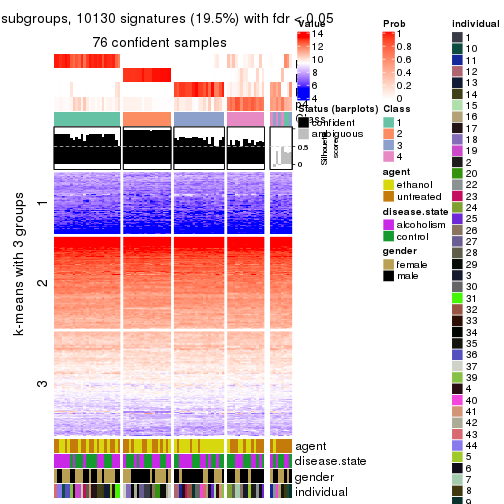 subgroups, 10130 signatures (19.5%) with fdr < 0.05
76 confident samples
p4
Class
1
0.5
0
Silhouette
score
k-means with 3 groups
1
2
3
agent
disease.state
gender
individual
Value
14
12
10
8
6
4
Status (barplots)
confident
ambiguous
Prob
1
0.8
0.6
0.4
0.2
0
Class
1
2
3
4
agent
ethanol
untreated
disease.state
alcoholism
control
gender
female
male
individual
1
10
11
12
13
14
15
16
17
18
19
2
20
22
23
24
25
26
27
28
29
3
30
31
32
33
34
35
36
37
39
4
40
41
42
43
44
5
6
7
8
9